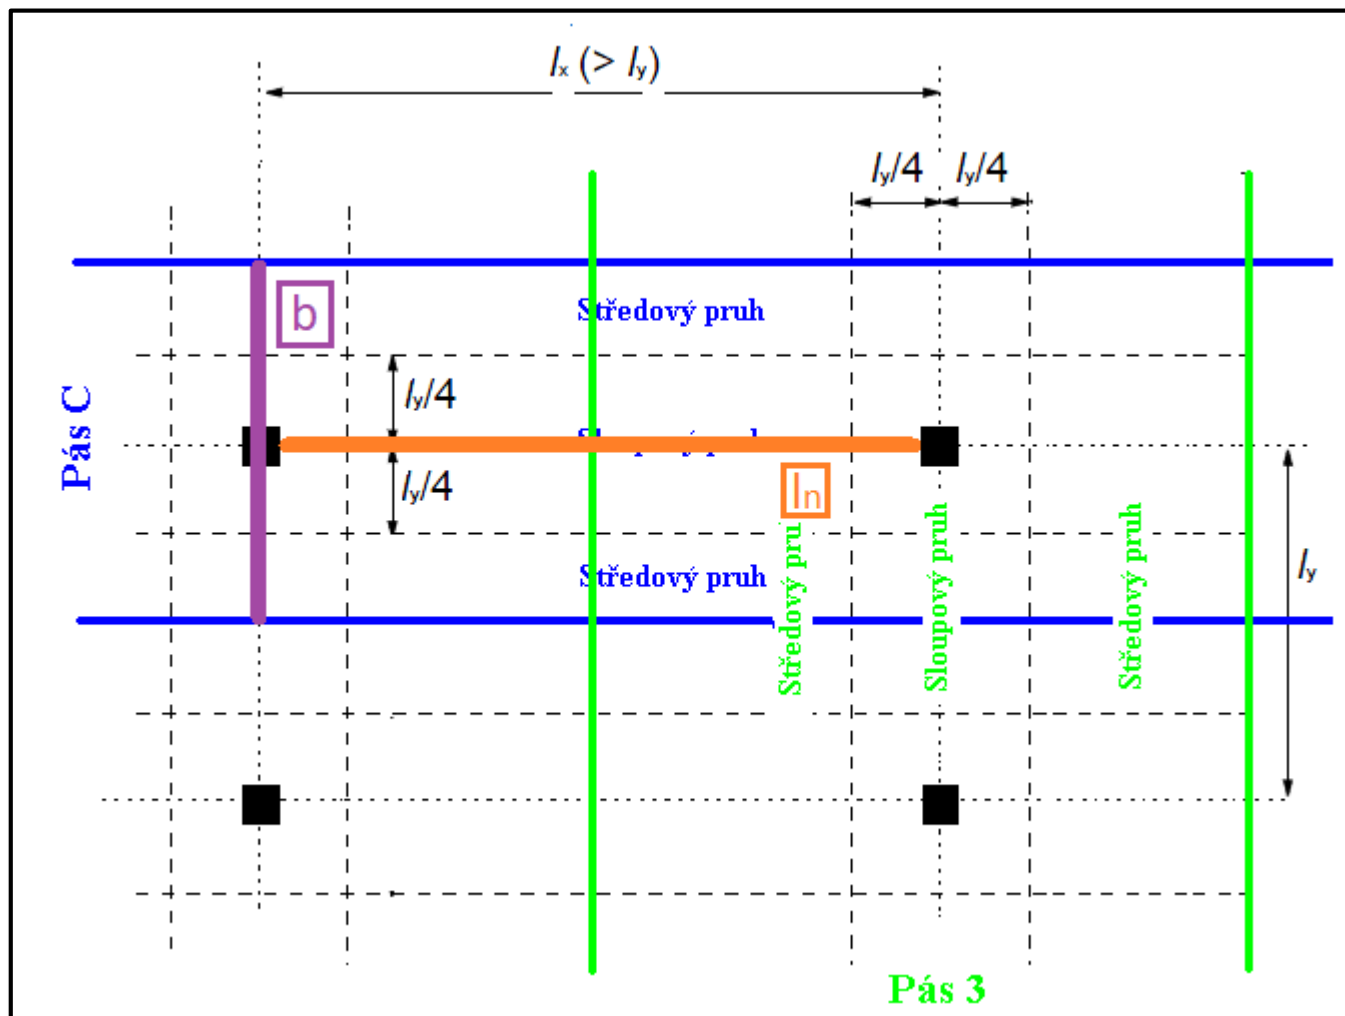 lx (> ly)
ly/4
ly/4
b
Středový pruh
ly/4
Pás C
ly/4
ln
Středový pruh
Středový pru
Sloupový pruh
Středový pruh
ly
Pás 3